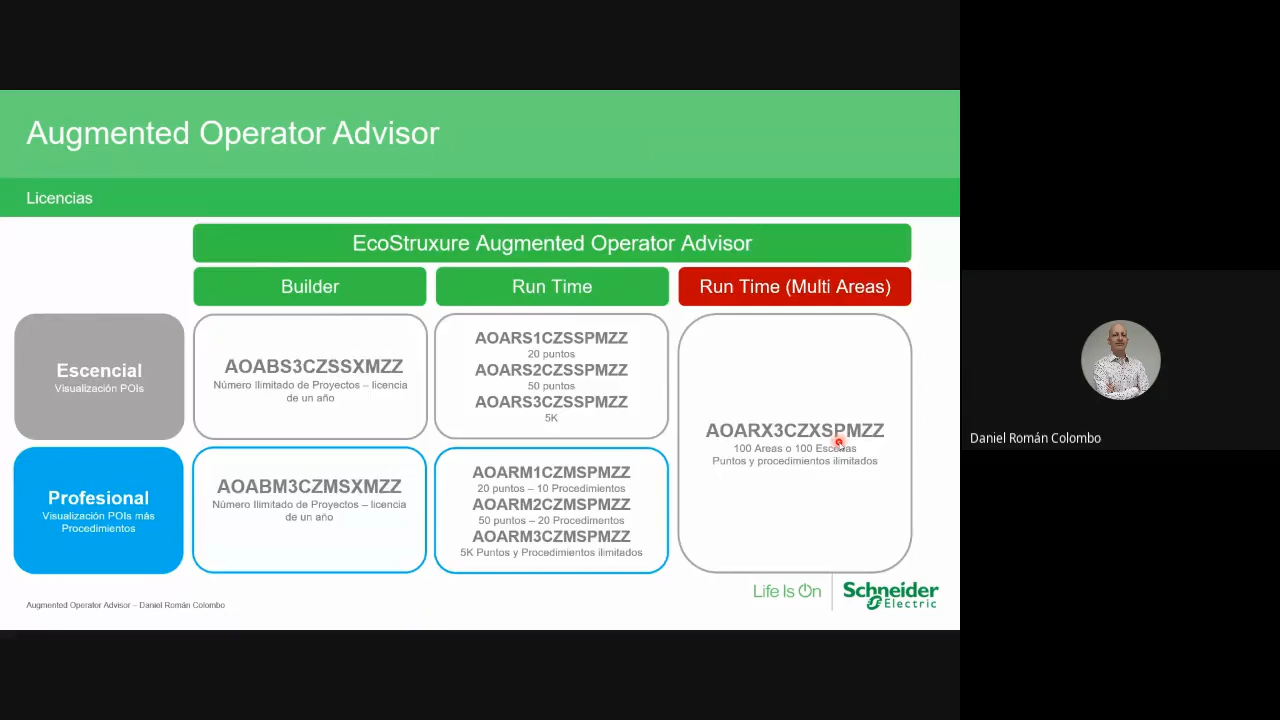 Augmented Operator Advisor
Licencias
EcoStruxure Augmented Operator Advisor
Builder
Run Time
Run Time (Multi Areas)
Escencial
Visualización POIs
AOABS3CZSSXMZZ
Número Ilimitado de Proyectos – licencia
de un año
AOARS1CZSSPMZZ
20 puntos
AOARS2CZSSPMZZ
50 puntos
AOARS3CZSSPMZZ
5K
AOARX3CZXSPMZZ
100 Areas o 100 Escenas
Puntos y procedimientos ilimitados
Profesional
Visualización POIs más
Procedimientos
AOABM3CZMSXMZZ
Número Ilimitado de Proyectos – licencia
de un año
AOARM1CZMSPMZZ
20 puntos – 10 Procedimientos
AOARM2CZMSPMZZ
50 puntos – 20 Procedimentos
AOARM3CZMSPMZZ
5K Puntos y Procedimientos ilimitados
Augmented Operator Advisor – Daniel Román Colombo
Life Is On
Schneider
Electric
Daniel Román Colombo